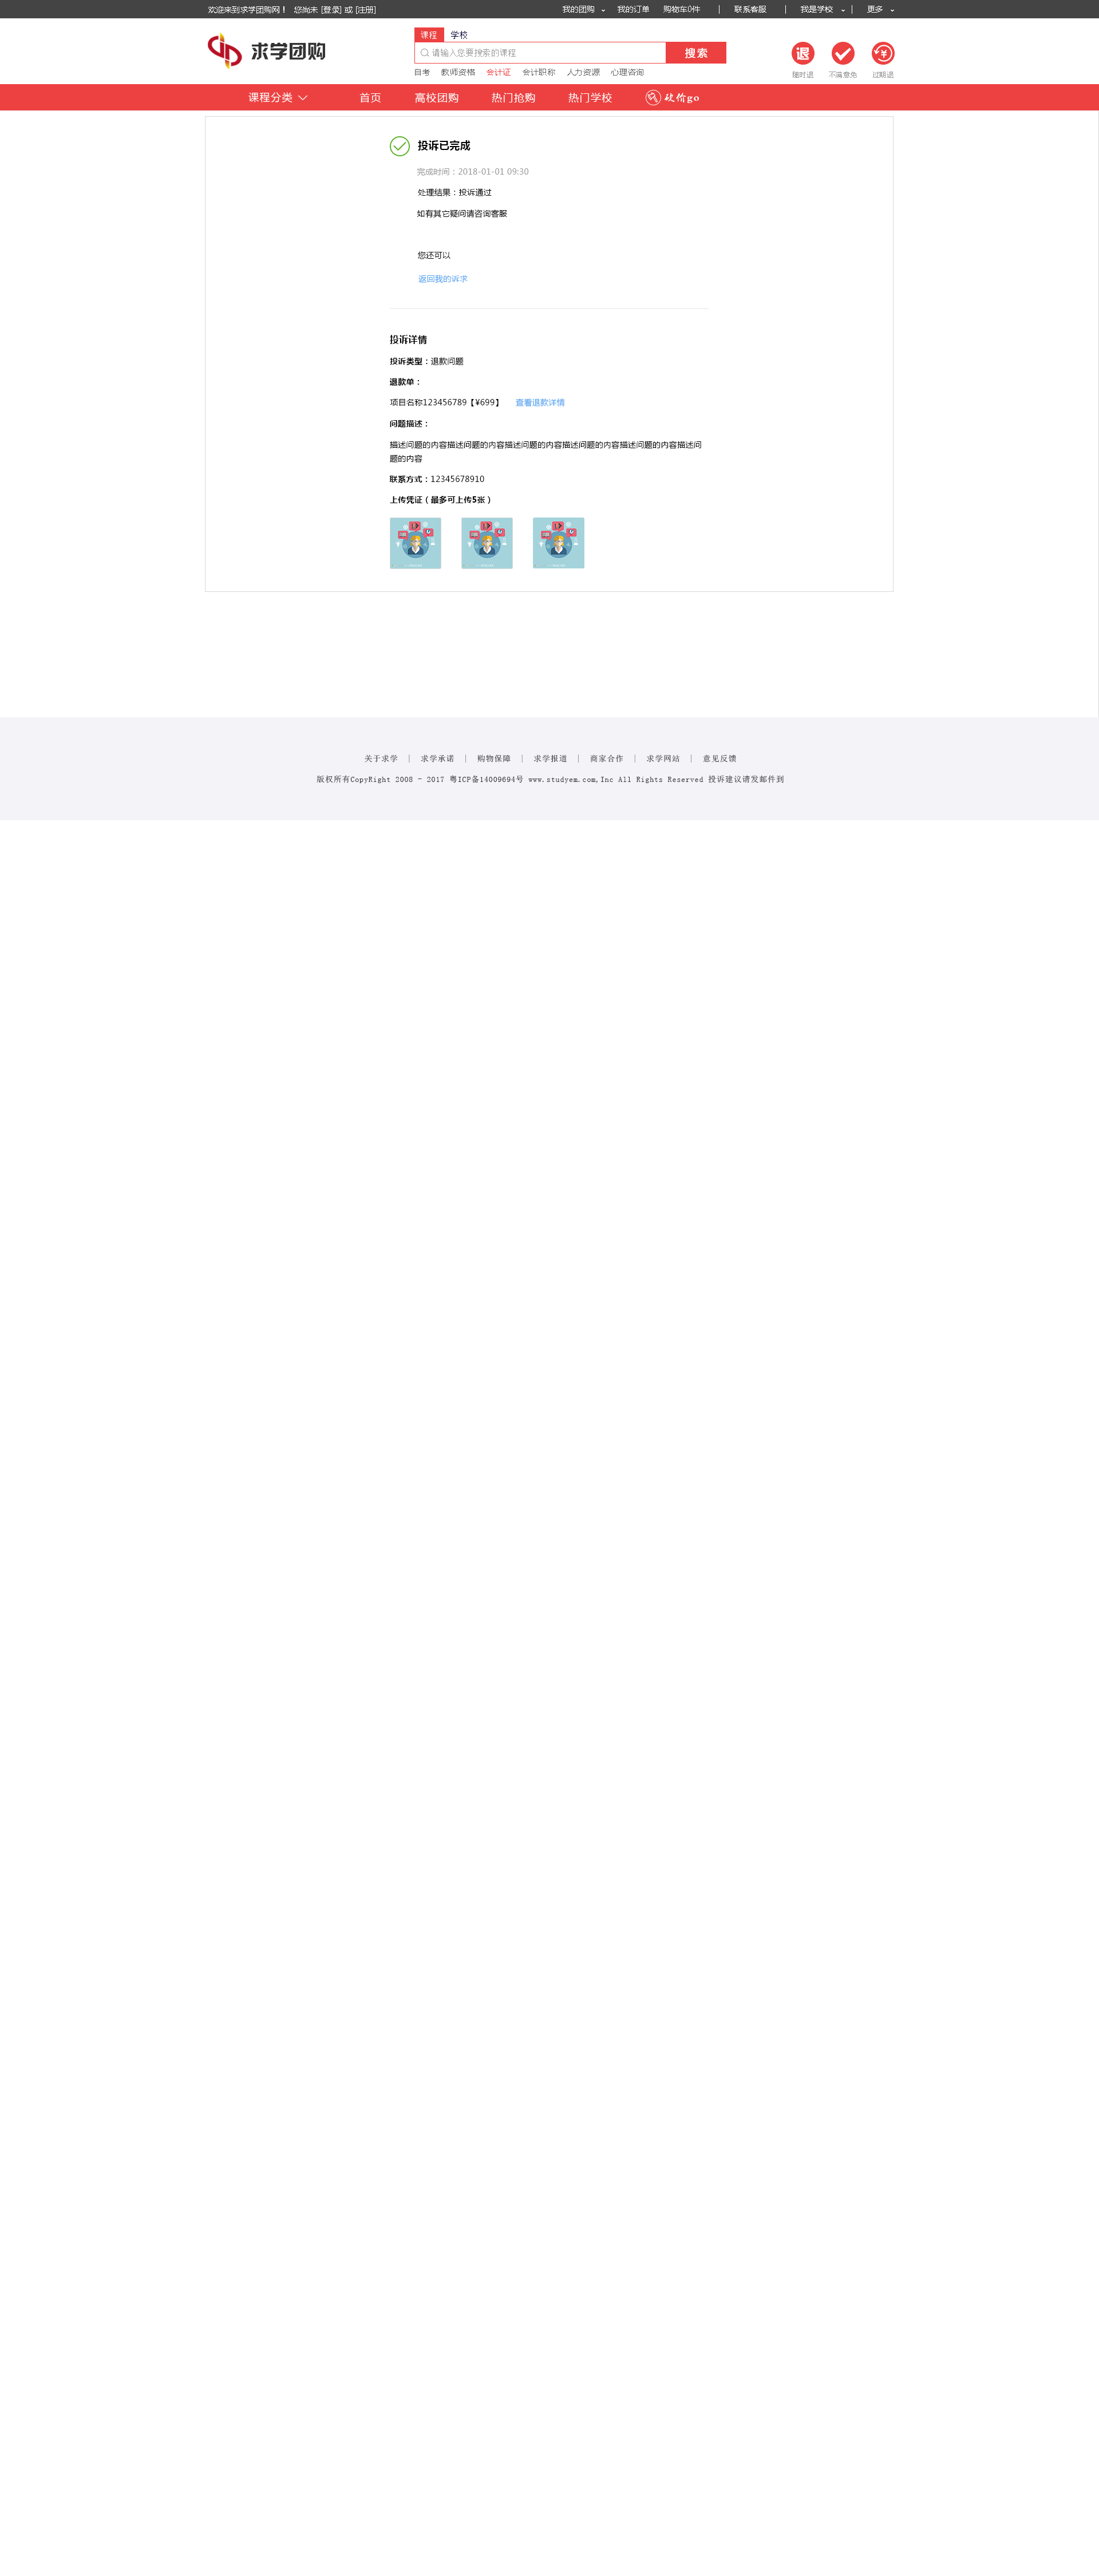 欢迎来到求学团购网！ 您尚未 [登录] 或 [注册] 我的团购 我的订单 购物车0件 | 联系客服 | 我是学校 | 更多
课程 学校
求学团购 请输入您要搜索的课程 搜索 退
自考 教师资格 会计证 会计职称 人力资源 心理咨询 随时退 不满意免 过期退
课程分类 首页 高校团购 热门抢购 热门学校 砍价go
投诉已完成
完成时间：2018-01-01 09:30
处理结果：投诉通过
如有其它疑问请咨询客服
您还可以
返回我的诉求
投诉详情
投诉类型：退款问题
退款单：
项目名称123456789【¥699】 查看退款详情
问题描述：
描述问题的内容描述问题的内容描述问题的内容描述问题的内容描述问题的内容描述问
题的内容
联系方式：12345678910
上传凭证（最多可上传5张）
关于求学 | 求学承诺 | 购物保障 | 求学报道 | 商家合作 | 求学网站 | 意见反馈
版权所有CopyRight 2008 - 2017 粤ICP备14009694号 www.studyem.com,Inc All Rights Reserved 投诉建议请发邮件到